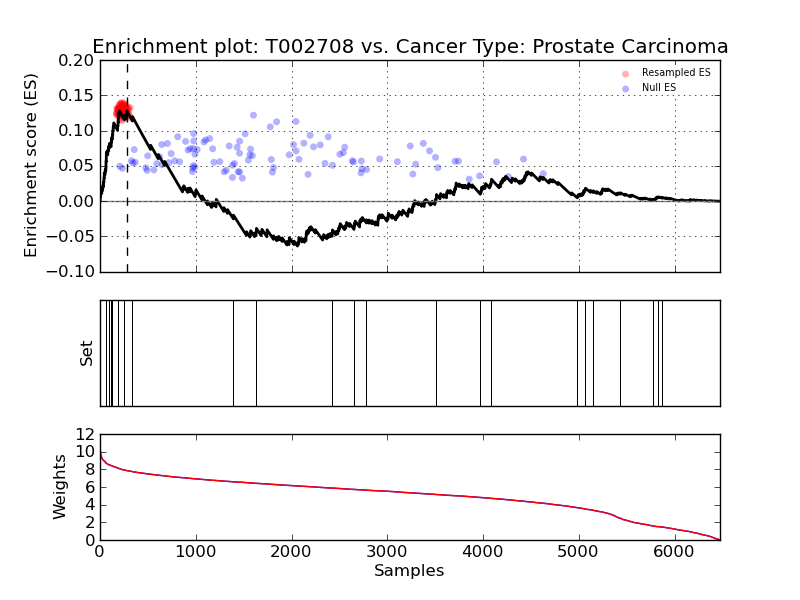 Enrichment plot: T002708 vs. Cancer Type: Prostate Carcinoma
0.20
0.15
0.10
0.05
0.00
−0.05
−0.10
Enrichment score (ES)
Resampled ES
Null ES
Set
12
10
8
6
4
2
0
Weights
0 1000 2000 3000 4000 5000 6000
Samples